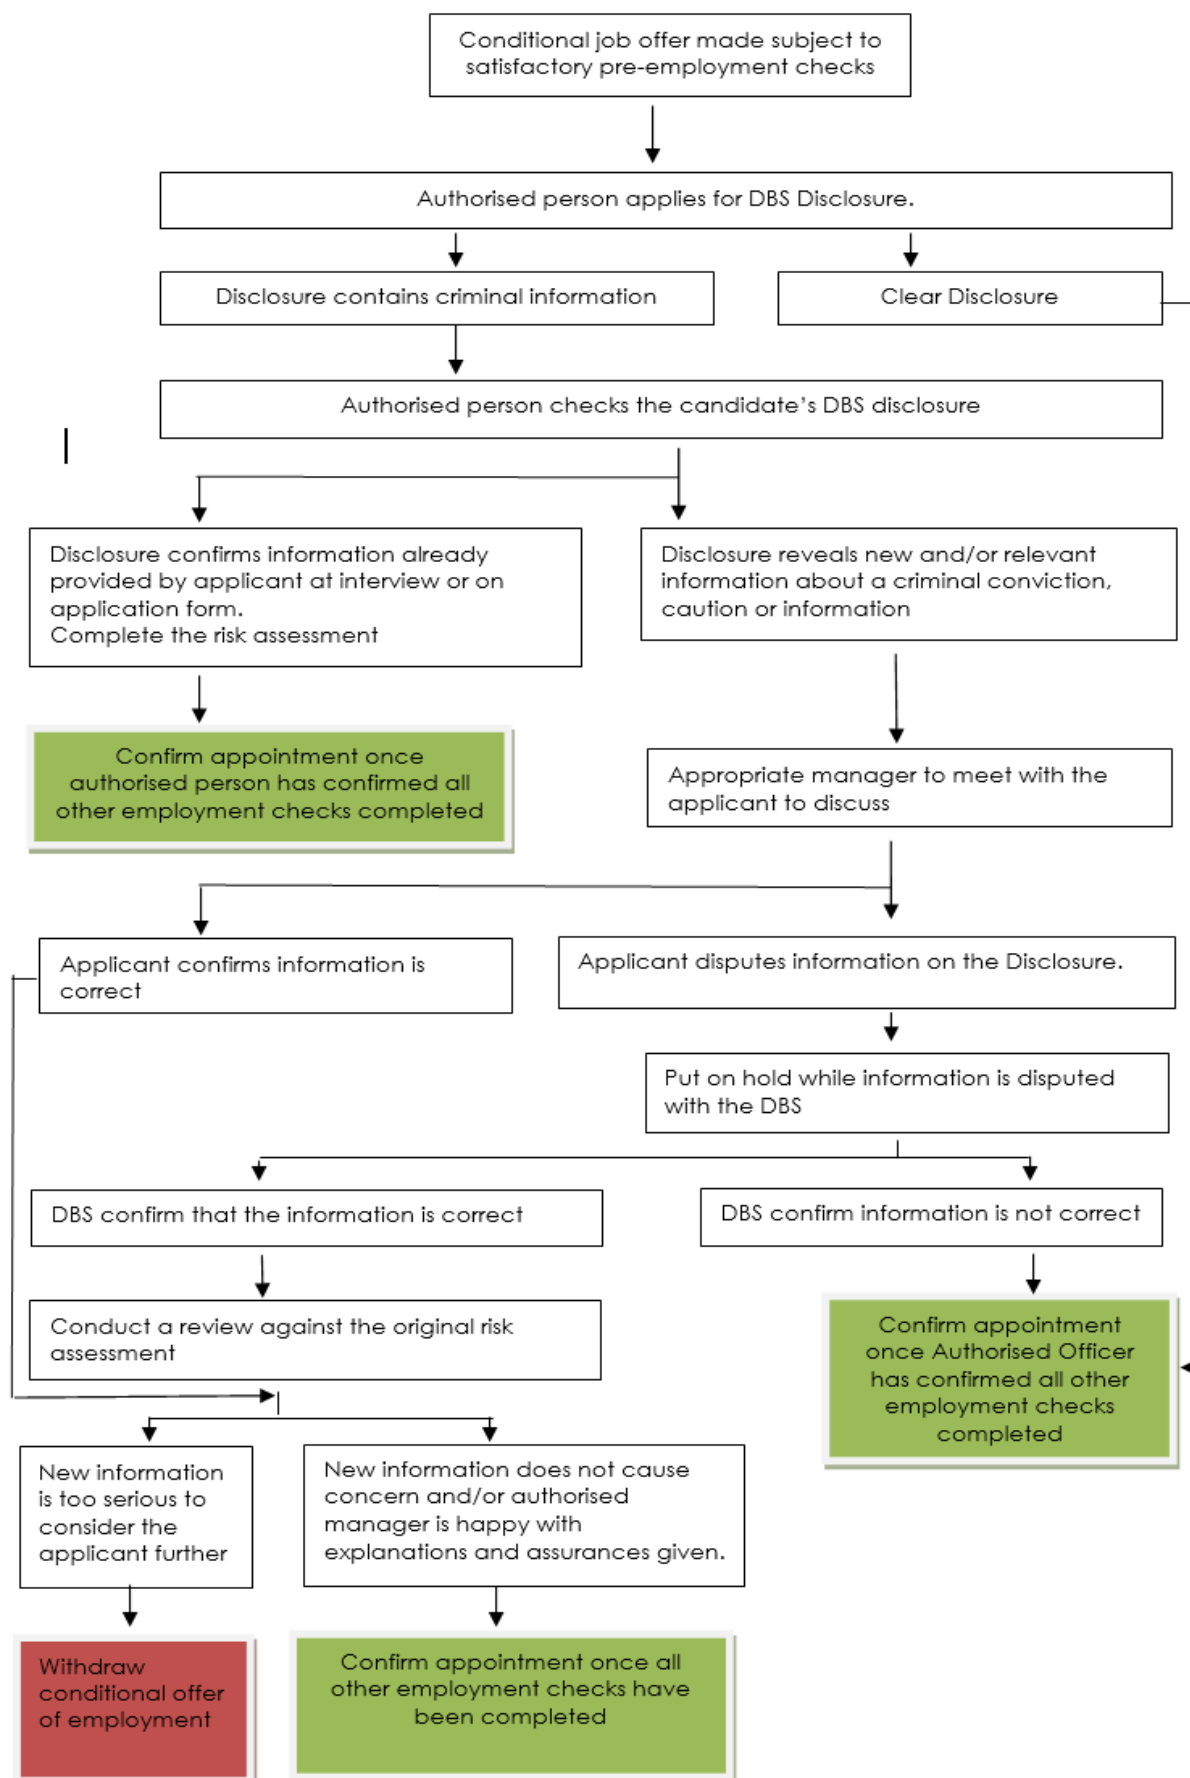 Conditional job offer made subject to
satisfactory pre-employment checks
Authorised person applies for DBS Disclosure.
Disclosure contains criminal information
Clear Disclosure
Authorised person checks the candidate's DBS disclosure
Disclosure confirms information already
provided by applicant at interview or on
application form.
Complete the risk assessment
Disclosure reveals new and/or relevant
information about a criminal conviction,
caution or information
Confirm appointment once
authorised person has confirmed all
other employment checks completed
Appropriate manager to meet with the
applicant to discuss
Applicant confirms information is
correct
Applicant disputes information on the Disclosure.
Put on hold while information is disputed
with the DBS
DBS confirm that the information is correct
DBS confirm information is not correct
Conduct a review against the original risk
assessment
Confirm appointment
once Authorised Officer
has confirmed all other
employment checks
completed
New information
is too serious to
consider the
applicant further
New information does not cause
concern and/or authorised
manager is happy with
explanations and assurances given.
Withdraw
conditional offer
of employment
Confirm appointment once all
other employment checks have
been completed